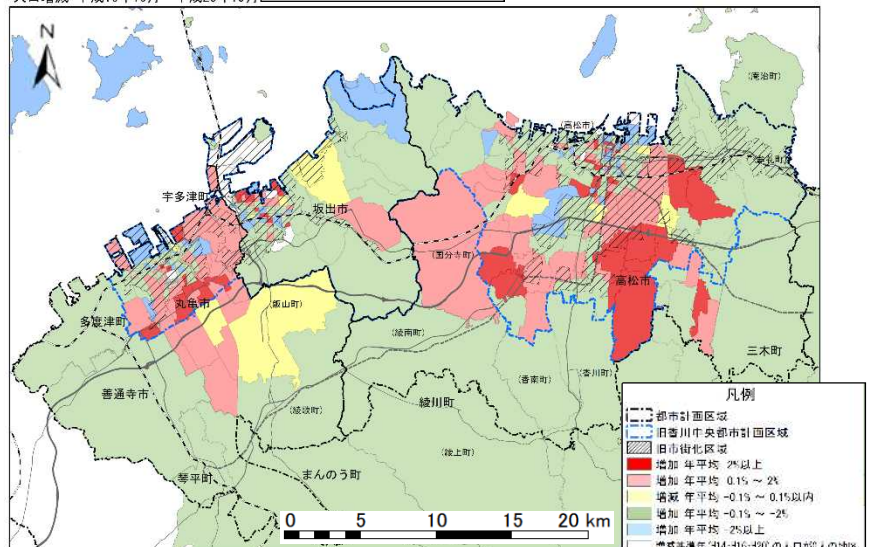 N
(庵治町)
(高松市)
(牟礼町)
宇多津町
坂出市
(国分寺町)
高松市
丸亀市
(飯山町)
多度津町
(綾南町)
三木町
善通寺市
(香南町)
(香川町)
綾川町
(綾歌町)
(綾上町)
琴平町
まんのう町
0 5 10 15 20 km
凡例
都市計画区域
旧香川中央都市計画区域
旧市街化区域
増加 年平均 2%以上
増加 年平均 0.1% ~ 2%
増減 年平均 -0.1% ~ 0.1%以内
増加 年平均 -0.1% ~ -2%
増加 年平均 -2%以上